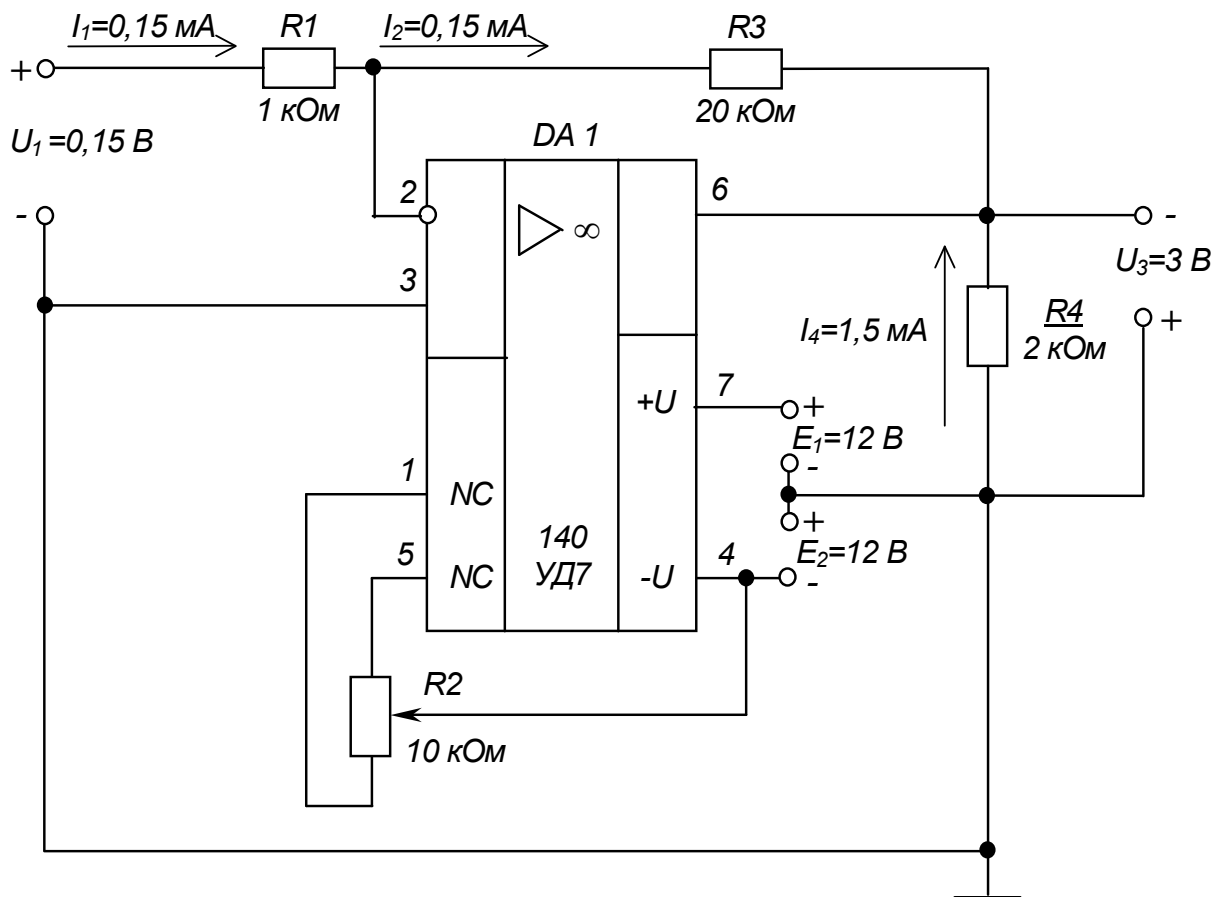 I₁=0,15 мА
R1
I₂=0,15 мА
R3
+
1 кОм
20 кОм
U₁ =0,15 В
DA 1
-
2
∞
6
-
U₃=3 В
3
+
I₄=1,5 мА
R4
2 кОм
7
+U
+
E₁=12 В
-
1
NC
+
5
NC
140
УД7
4
-U
E₂=12 В
-
R2
10 кОм